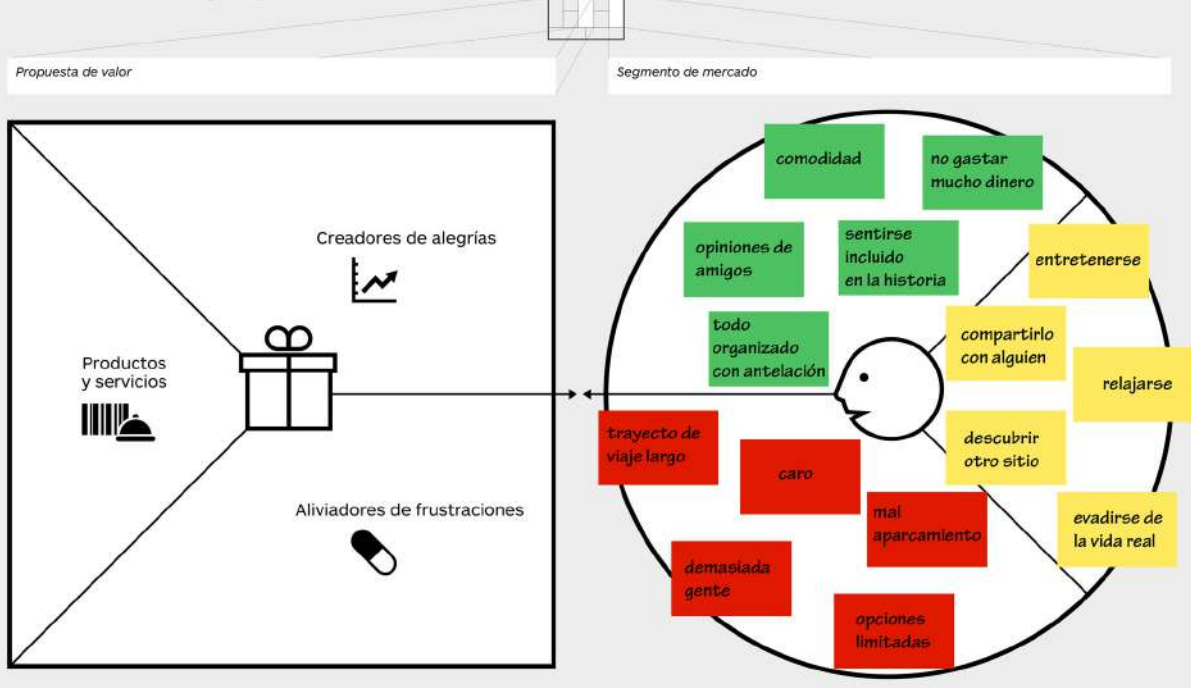 Propuesta de valor
Segmento de mercado
Creadores de alegrías
Productos
y servicios
Aliviadores de frustraciones
comodidad
no gastar
mucho dinero
opiniones de
amigos
sentirse
incluido
en la historia
todo
organizado
con antelación
entretenerse
compartirlo
con alguien
relajarse
descubrir
otro sitio
evadirse de
la vida real
trayecto de
viaje largo
caro
mal
aparcamiento
demasiada
gente
opciones
limitadas